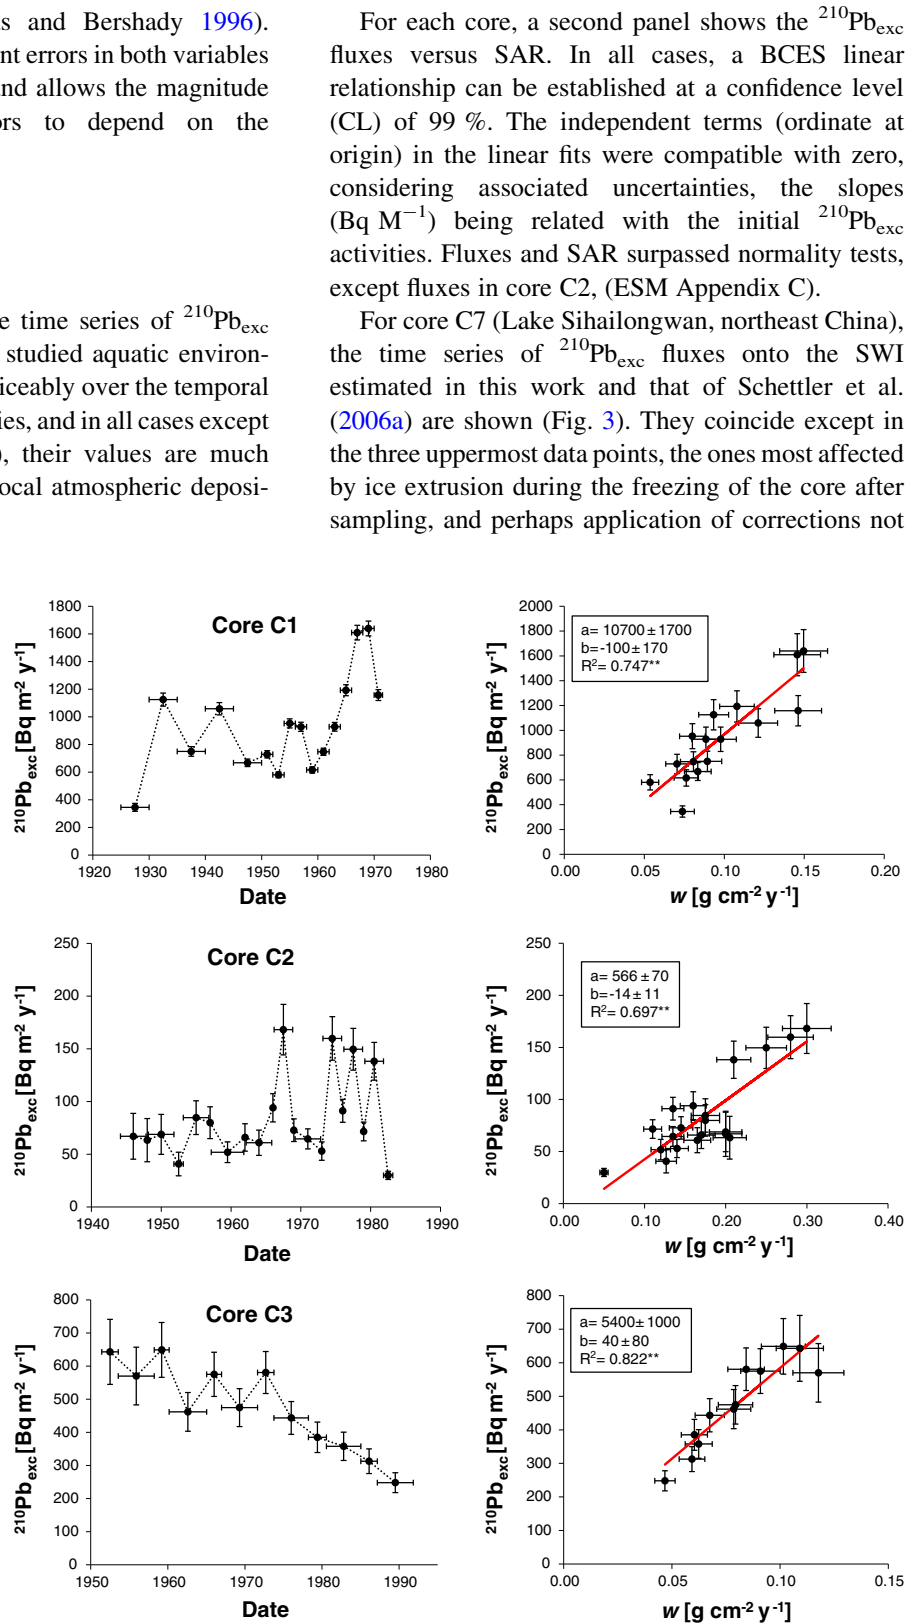 s and Bershady 1996).
nt errors in both variables
nd allows the magnitude
rs to depend on the
e time series of ²¹⁰Pbexc
studied aquatic environ-
iceably over the temporal
ies, and in all cases except
), their values are much
ocal atmospheric deposi-
For each core, a second panel shows the ²¹⁰Pbexc
fluxes versus SAR. In all cases, a BCES linear
relationship can be established at a confidence level
(CL) of 99 %. The independent terms (ordinate at
origin) in the linear fits were compatible with zero,
considering associated uncertainties, the slopes
(Bq M⁻¹) being related with the initial ²¹⁰Pbexc
activities. Fluxes and SAR surpassed normality tests,
except fluxes in core C2, (ESM Appendix C).
For core C7 (Lake Sihailongwan, northeast China),
the time series of ²¹⁰Pbexc fluxes onto the SWI
estimated in this work and that of Schettler et al.
(2006a) are shown (Fig. 3). They coincide except in
the three uppermost data points, the ones most affected
by ice extrusion during the freezing of the core after
sampling, and perhaps application of corrections not
Core C1
²¹⁰Pbexc [Bq m⁻² y⁻¹]
1800
1600
1400
1200
1000
800
600
400
200
0
1920 1930 1940 1950 1960 1970 1980
Date
²¹⁰Pbexc [Bq m⁻² y⁻¹]
2000
1800
1600
1400
1200
1000
800
600
400
200
0
a= 10700±1700
b=-100±170
R²= 0.747**
0.00 0.05 0.10 0.15 0.20
w [g cm⁻² y⁻¹]
Core C2
²¹⁰Pbexc [Bq m⁻² y⁻¹]
250
200
150
100
50
0
1940 1950 1960 1970 1980 1990
Date
²¹⁰Pbexc [Bq m⁻² y⁻¹]
250
200
150
100
50
0
a= 566±70
b=-14±11
R²= 0.697**
0.00 0.10 0.20 0.30 0.40
w [g cm⁻² y⁻¹]
Core C3
²¹⁰Pbexc [Bq m⁻² y⁻¹]
800
700
600
500
400
300
200
100
0
1950 1960 1970 1980 1990
Date
²¹⁰Pbexc [Bq m⁻² y⁻¹]
800
700
600
500
400
300
200
100
0
a= 5400±1000
b= 40±80
R²= 0.822**
0.00 0.05 0.10 0.15
w [g cm⁻² y⁻¹]